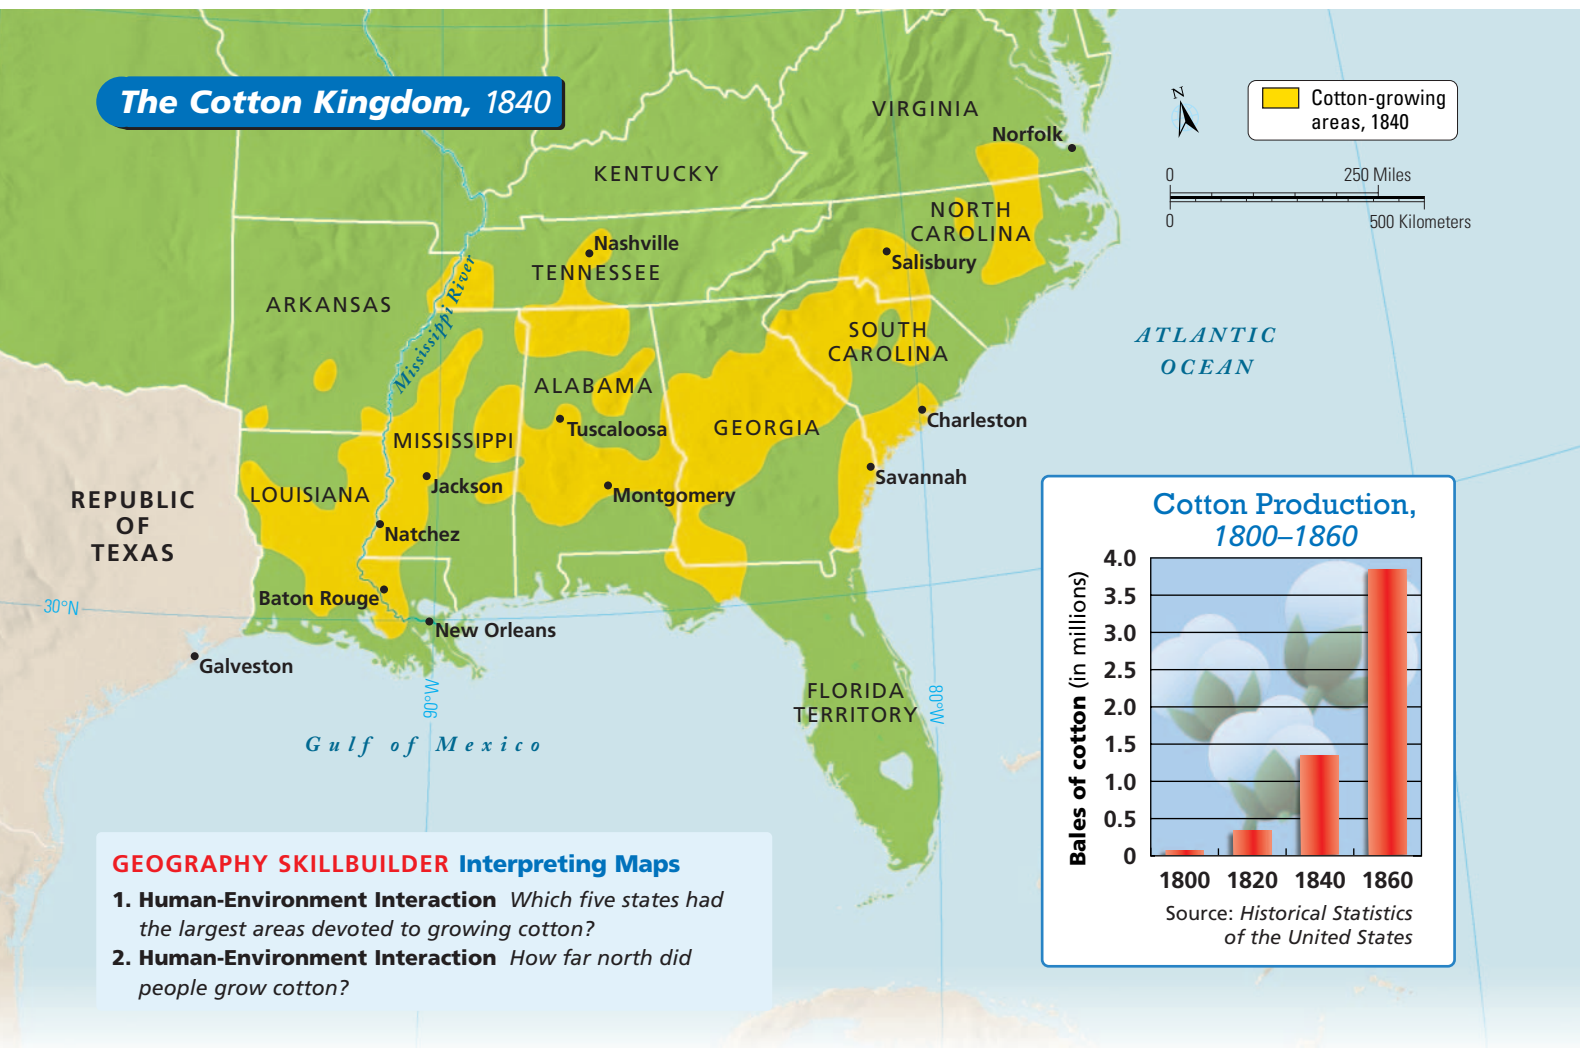 The Cotton Kingdom, 1840
N
Cotton-growing
areas, 1840
0 250 Miles
0 500 Kilometers
VIRGINIA
Norfolk
KENTUCKY
NORTH
CAROLINA
Salisbury
Nashville
TENNESSEE
ARKANSAS
Mississippi River
SOUTH
CAROLINA
ATLANTIC
OCEAN
ALABAMA
Tuscaloosa
GEORGIA
Charleston
MISSISSIPPI
Jackson
Savannah
LOUISIANA
Montgomery
REPUBLIC
OF
TEXAS
Natchez
Baton Rouge
30°N
New Orleans
Galveston
90°W
80°W
FLORIDA
TERRITORY
Gulf of Mexico
Cotton Production,
1800–1860
Bales of cotton (in millions)
4.0
3.5
3.0
2.5
2.0
1.5
1.0
0.5
0
1800 1820 1840 1860
Source: Historical Statistics
of the United States
GEOGRAPHY SKILLBUILDER Interpreting Maps
1. Human-Environment Interaction Which five states had
the largest areas devoted to growing cotton?
2. Human-Environment Interaction How far north did
people grow cotton?